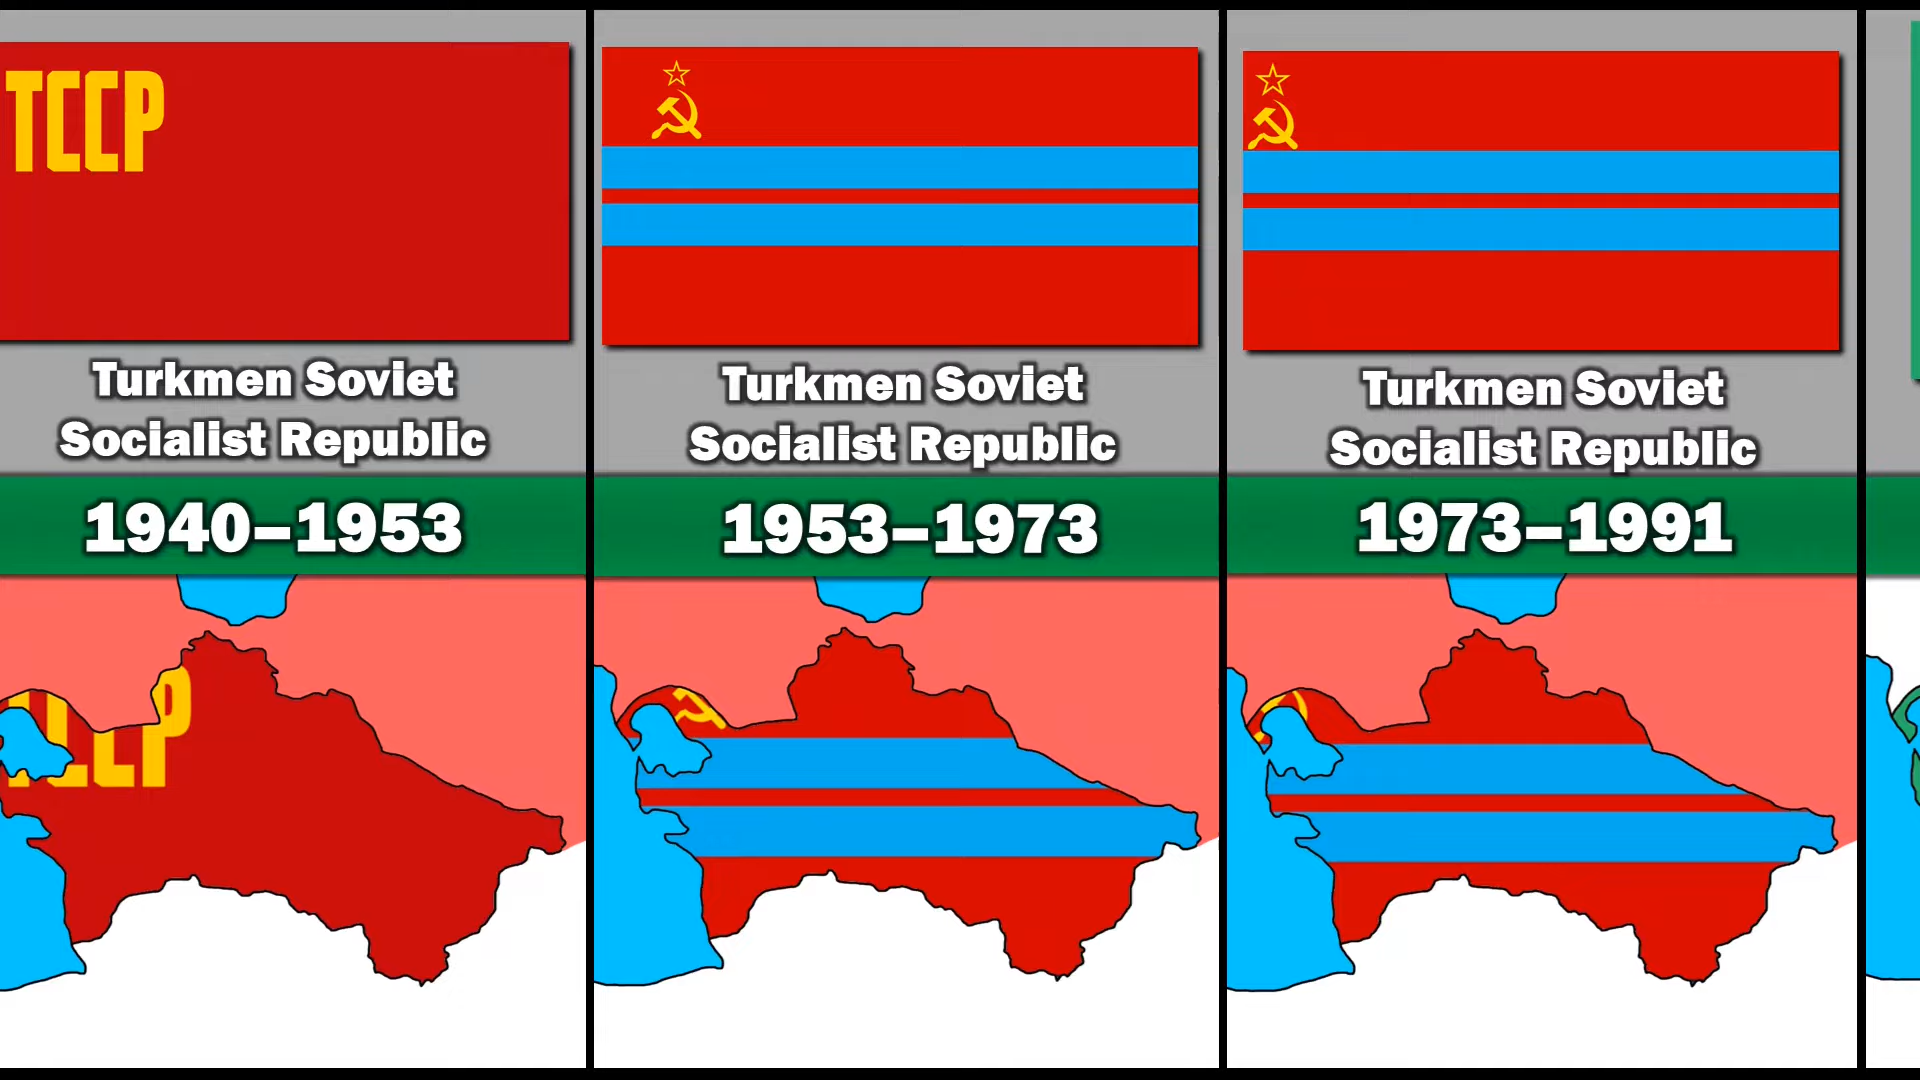 ТССР
Turkmen Soviet
Socialist Republic
1940–1953
ТССР
Turkmen Soviet
Socialist Republic
1953–1973
Turkmen Soviet
Socialist Republic
1973–1991